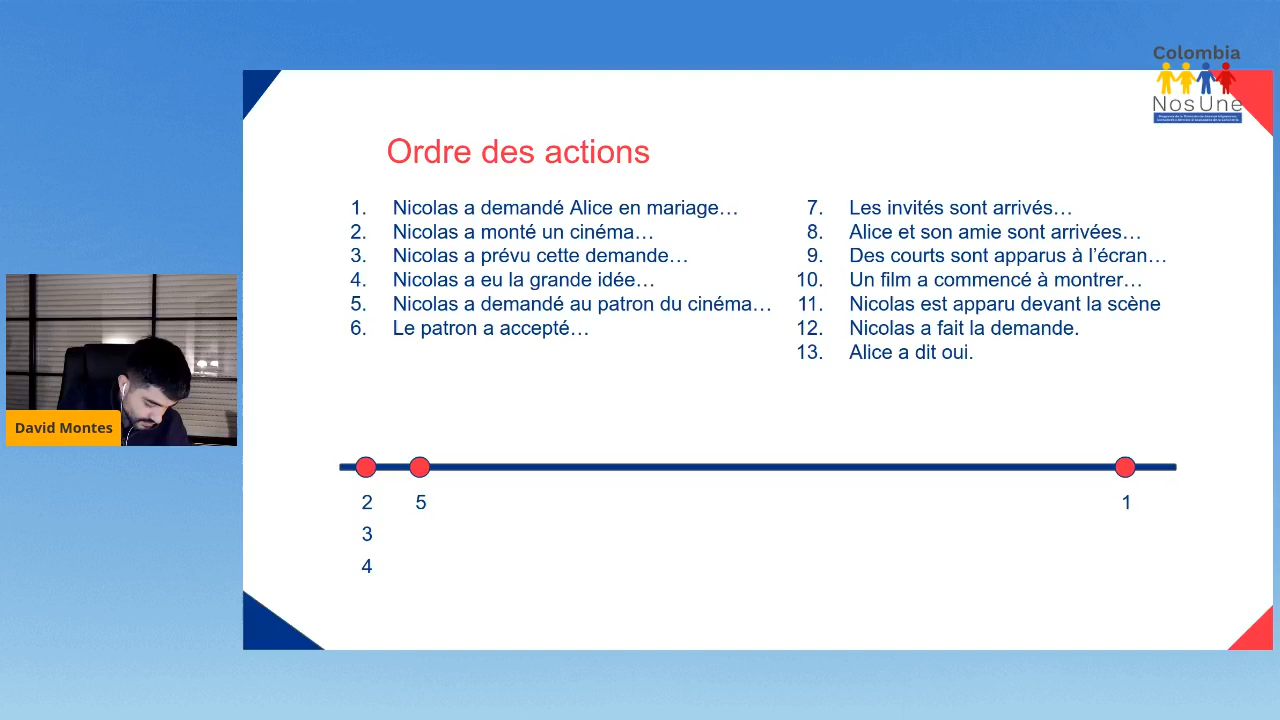 Colombia
NosUne
Ordre des actions
1. Nicolas a demandé Alice en mariage…
2. Nicolas a monté un cinéma…
3. Nicolas a prévu cette demande…
4. Nicolas a eu la grande idée…
5. Nicolas a demandé au patron du cinéma…
6. Le patron a accepté…
7. Les invités sont arrivés…
8. Alice et son amie sont arrivées…
9. Des courts sont apparus à l’écran…
10. Un film a commencé à montrer…
11. Nicolas est apparu devant la scène
12. Nicolas a fait la demande.
13. Alice a dit oui.
David Montes
2 5 1
3
4